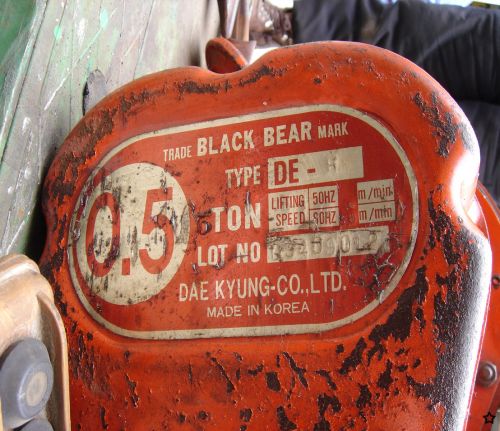 TRADE BLACK BEAR MARK
TYPE DE-
0.5 TON
LIFTING SPEED 50HZ m/min
60HZ m/min
LOT NO
DAE KYUNG-CO.,LTD.
MADE IN KOREA